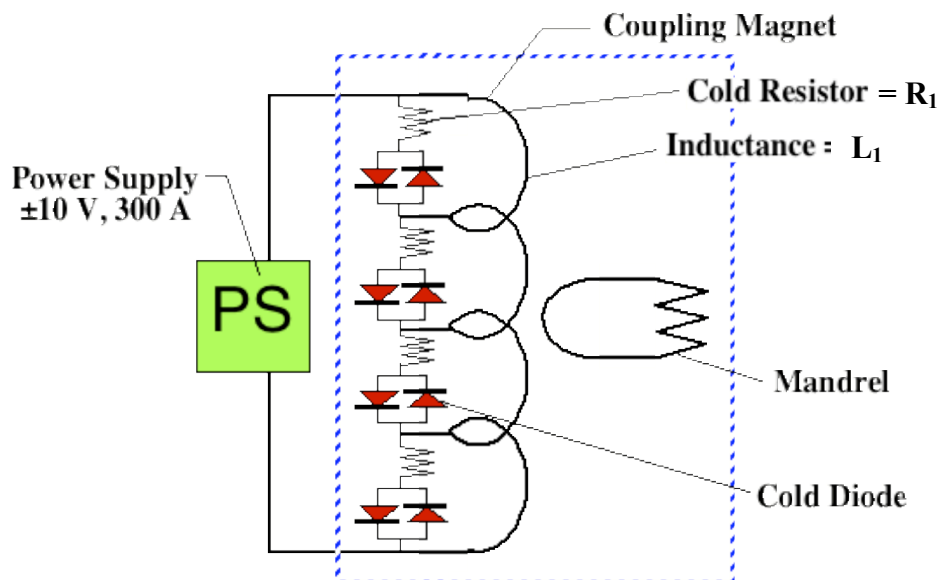 Coupling Magnet
Cold Resistor = R₁
Inductance = L₁
Power Supply
±10 V, 300 A
PS
Mandrel
Cold Diode